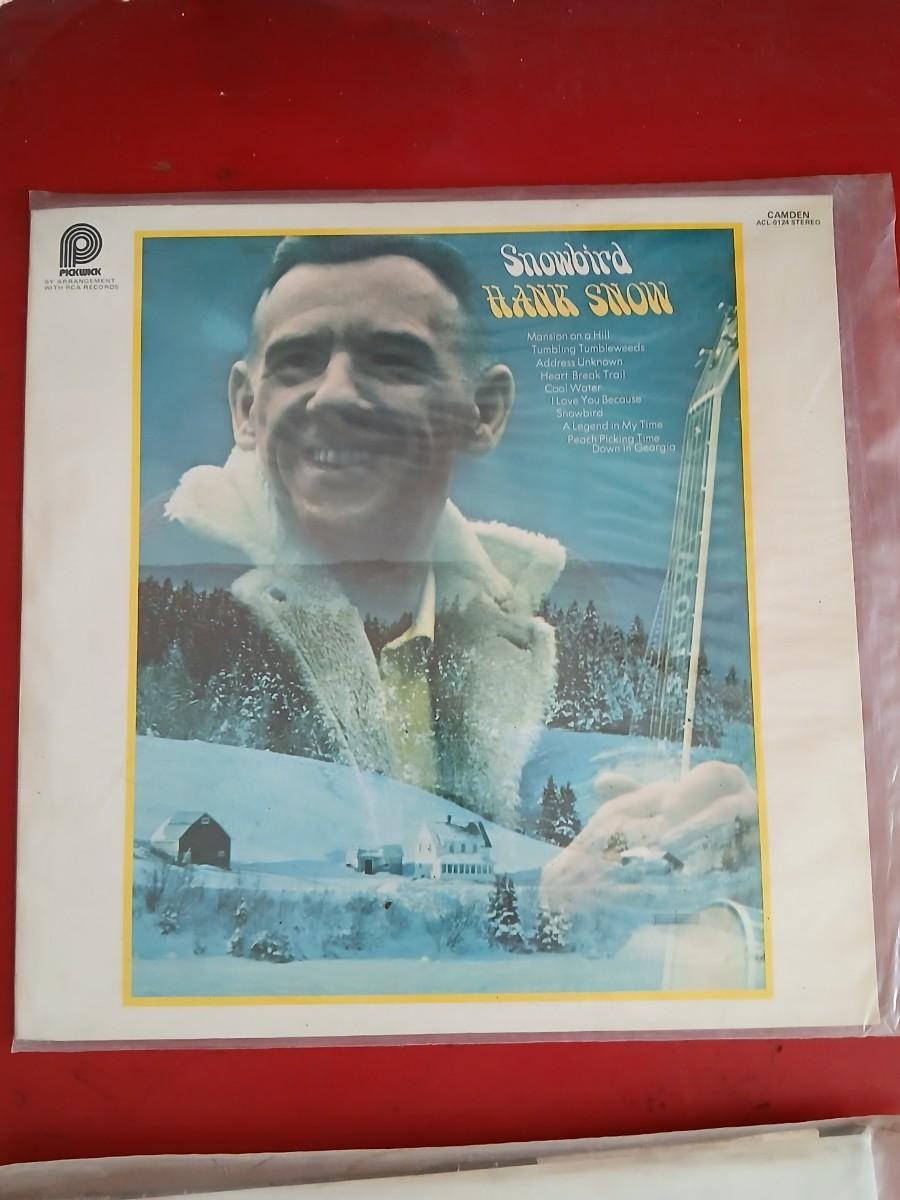 PICKWICK
BY ARRANGEMENT
WITH RCA RECORDS
CAMDEN
ACL-0124 STEREO
Snowbird
HANK SNOW
Mansion on a Hill
Tumbling Tumbleweeds
Address Unknown
Heart Break Trail
Cool Water
I Love You Because
Snowbird
A Legend in My Time
Peach Picking Time
Down in Georgia